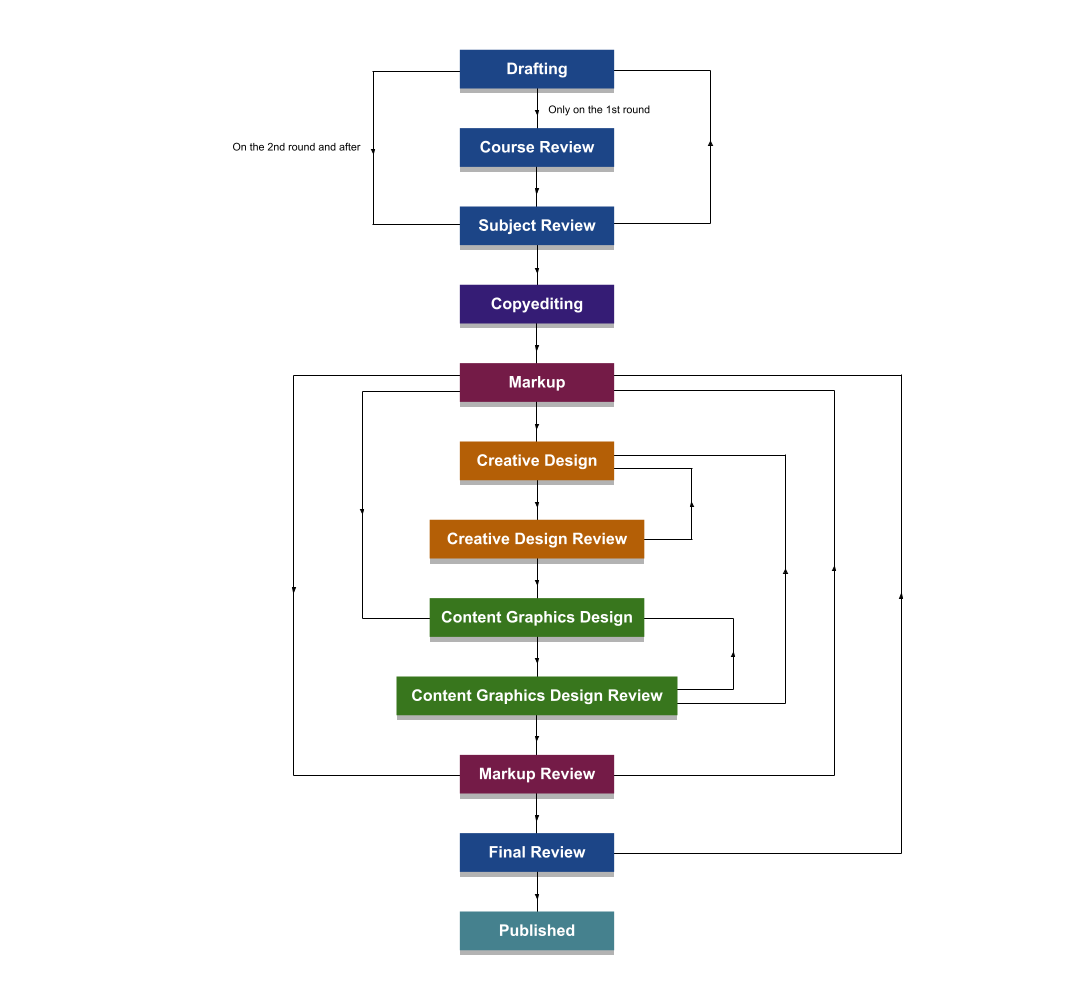 Drafting
Only on the 1st round
On the 2nd round and after
Course Review
Subject Review
Copyediting
Markup
Creative Design
Creative Design Review
Content Graphics Design
Content Graphics Design Review
Markup Review
Final Review
Published